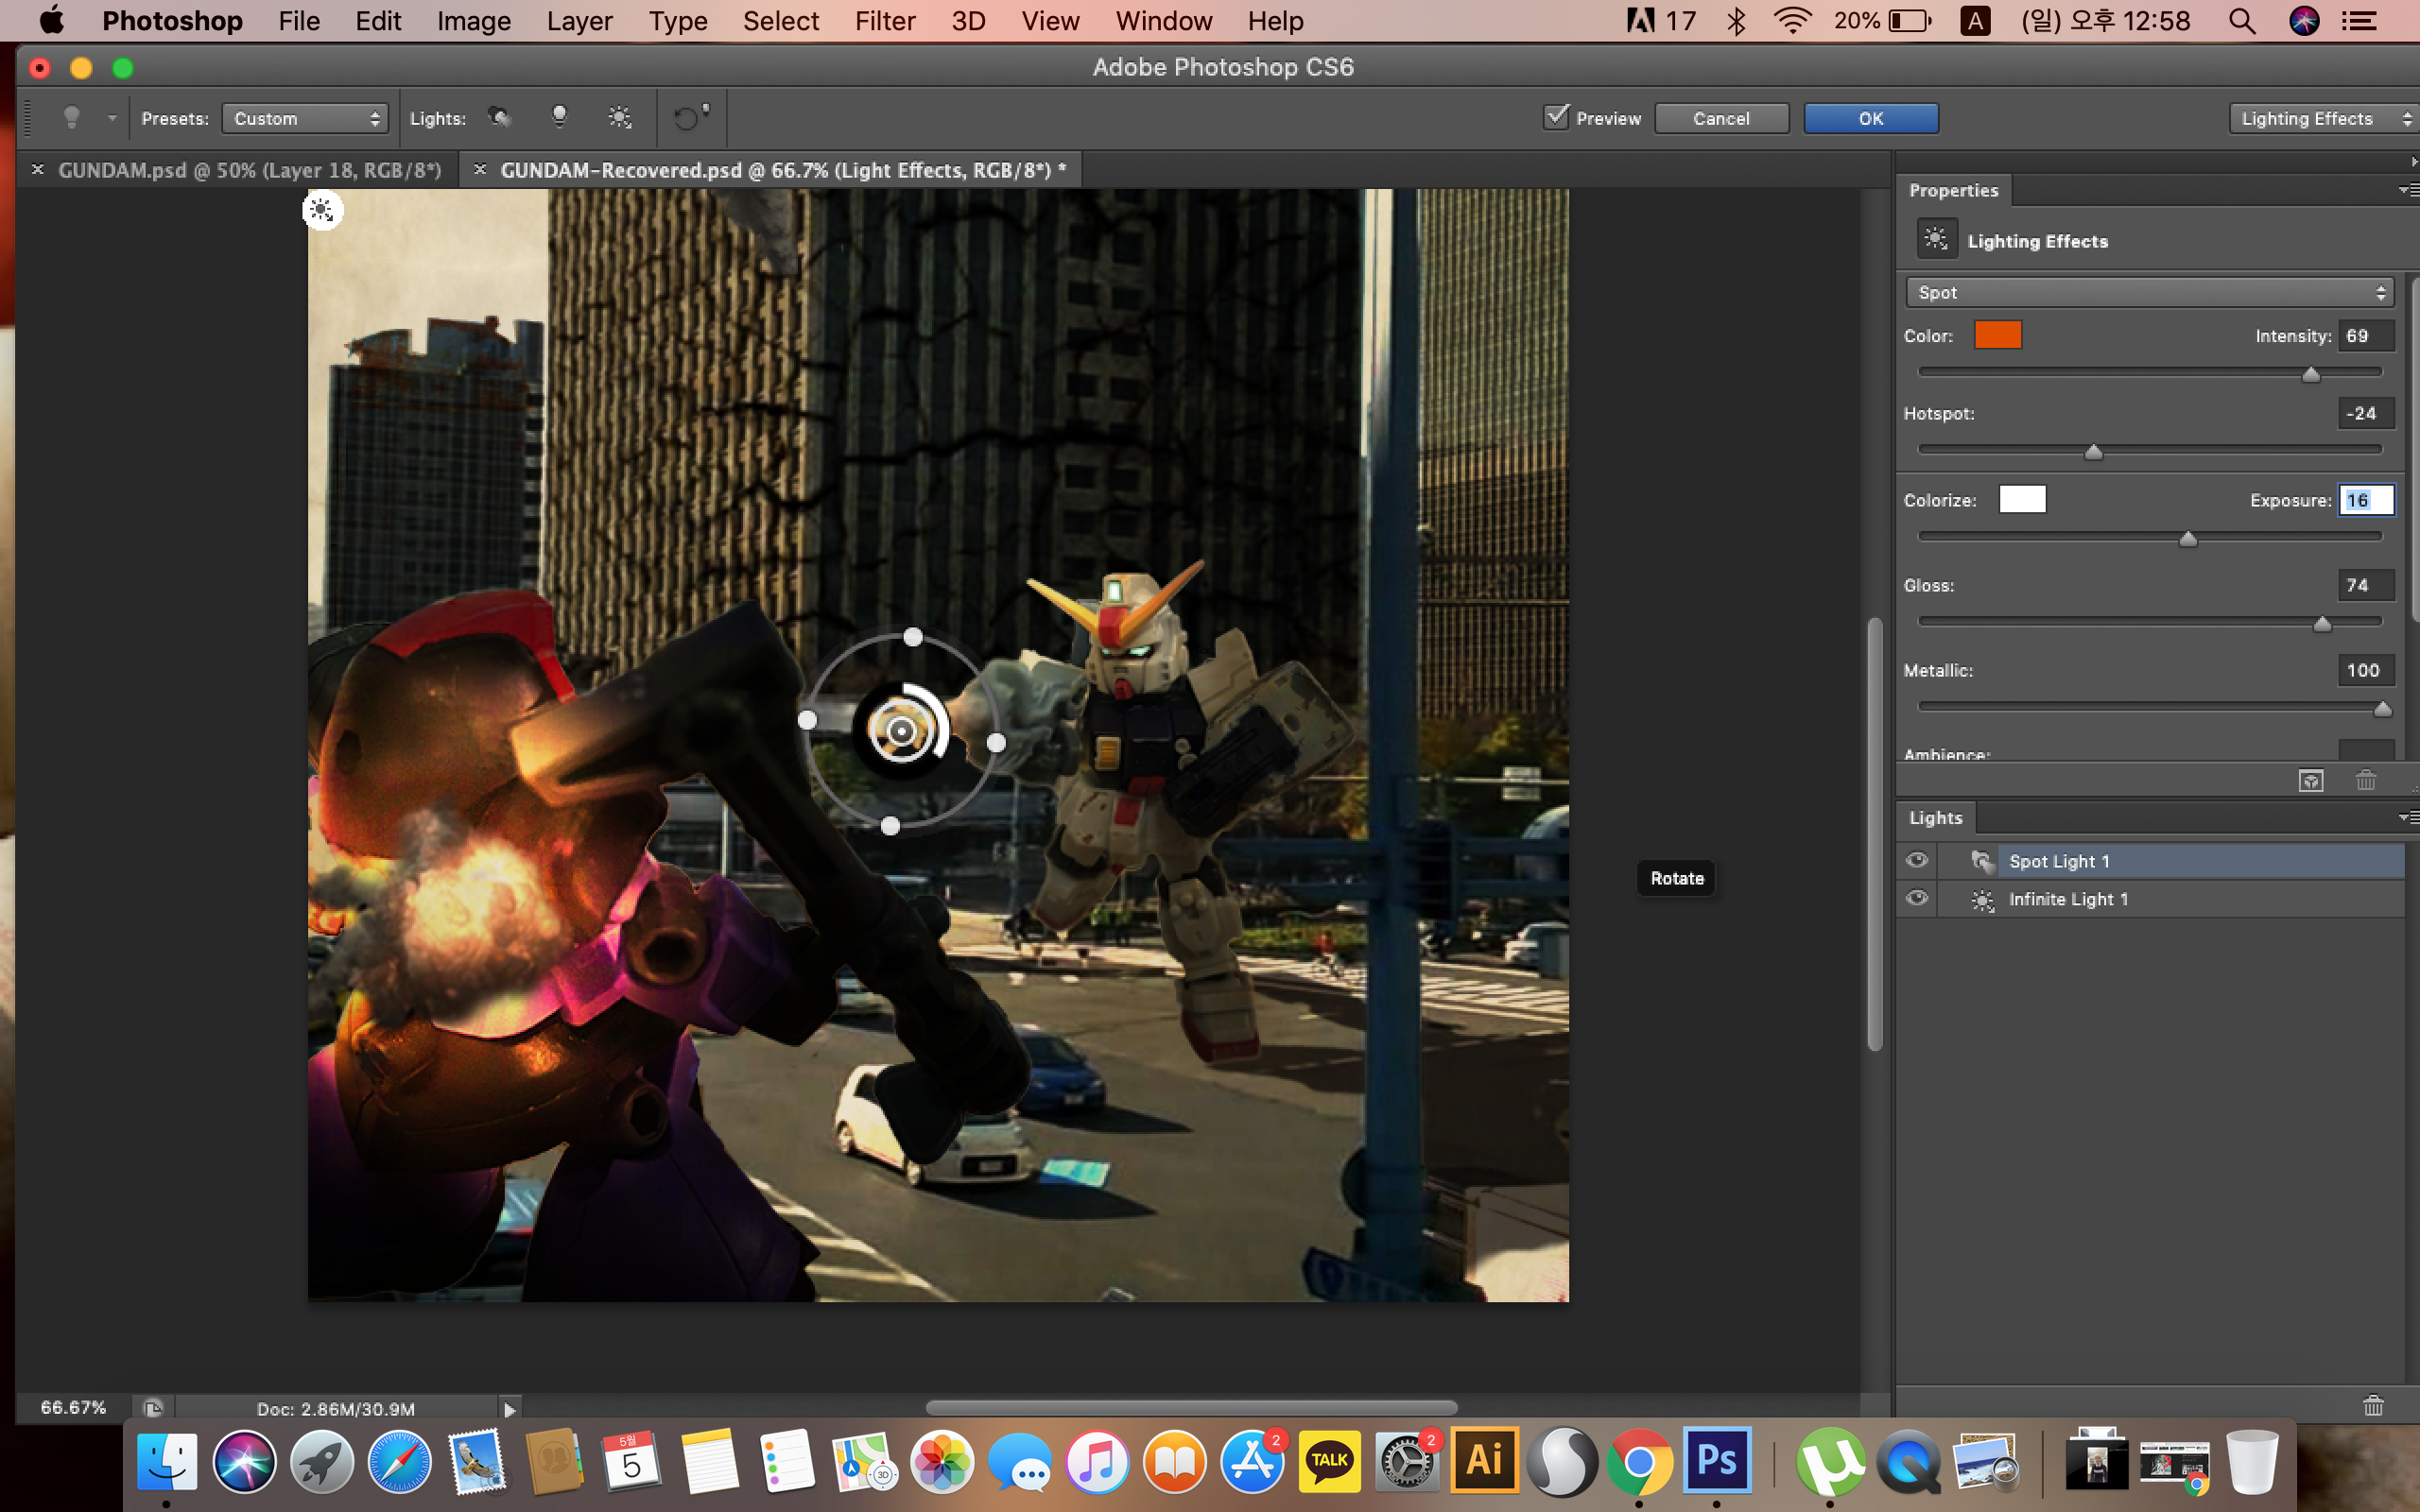 Photoshop File Edit Image Layer Type Select Filter 3D View Window Help 17 20% A (일) 오후 12:58
Adobe Photoshop CS6
Presets: Custom Lights: Preview Cancel OK Lighting Effects
× GUNDAM.psd @ 50% (Layer 18, RGB/8*) × GUNDAM-Recovered.psd @ 66.7% (Light Effects, RGB/8*) *
Properties
Lighting Effects
Spot
Color: Intensity: 69
Hotspot: -24
Colorize: Exposure: 16
Gloss: 74
Metallic: 100
Ambience:
Lights
Spot Light 1
Rotate
Infinite Light 1
66.67% Doc: 2.86M/30.9M
5월
5
3D
2
TALK
2
Ai
Ps